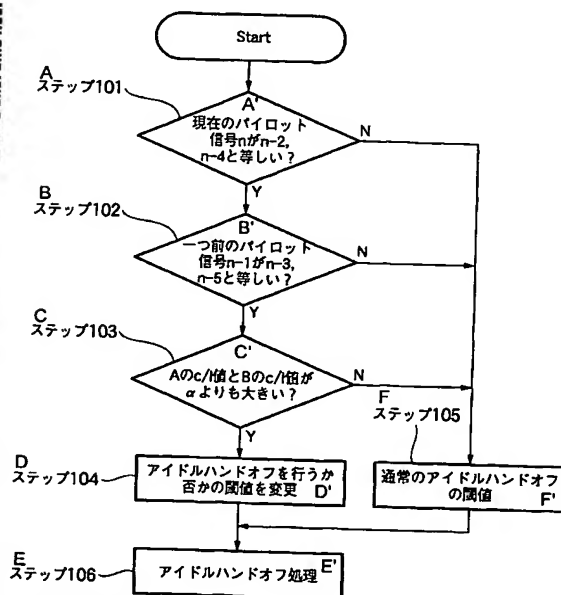 Start
A
ステップ101
A'
現在のパイロット
信号nがn-2,
n-4と等しい?
N
Y
B
ステップ102
B'
一つ前のパイロット
信号n-1がn-3,
n-5と等しい?
N
Y
C
ステップ103
C'
Aのc/I値とBのc/I値が
αよりも大きい?
N
Y
F
ステップ105
D
ステップ104
アイドルハンドオフを行うか
否かの閾値を変更 D'
通常のアイドルハンドオフ
の閾値 F'
E
ステップ106
アイドルハンドオフ処理 E'